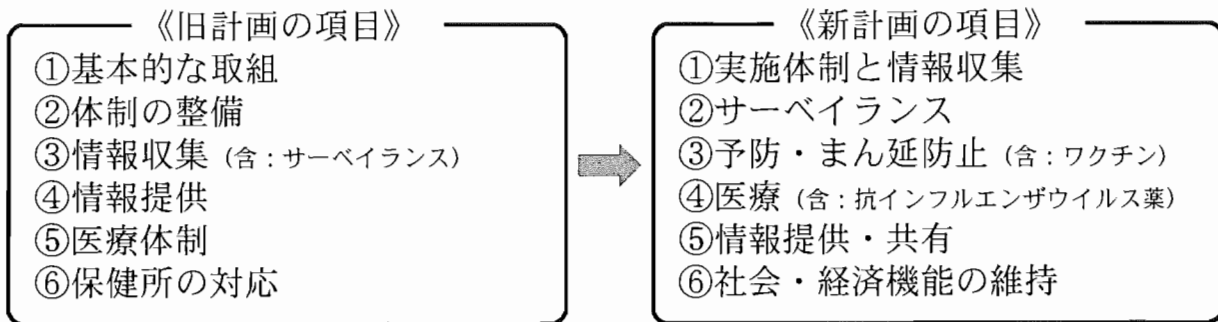 《旧計画の項目》
①基本的な取組
②体制の整備
③情報収集（含：サーベイランス）
④情報提供
⑤医療体制
⑥保健所の対応
《新計画の項目》
①実施体制と情報収集
②サーベイランス
③予防・まん延防止（含：ワクチン）
④医療（含：抗インフルエンザウイルス薬）
⑤情報提供・共有
⑥社会・経済機能の維持